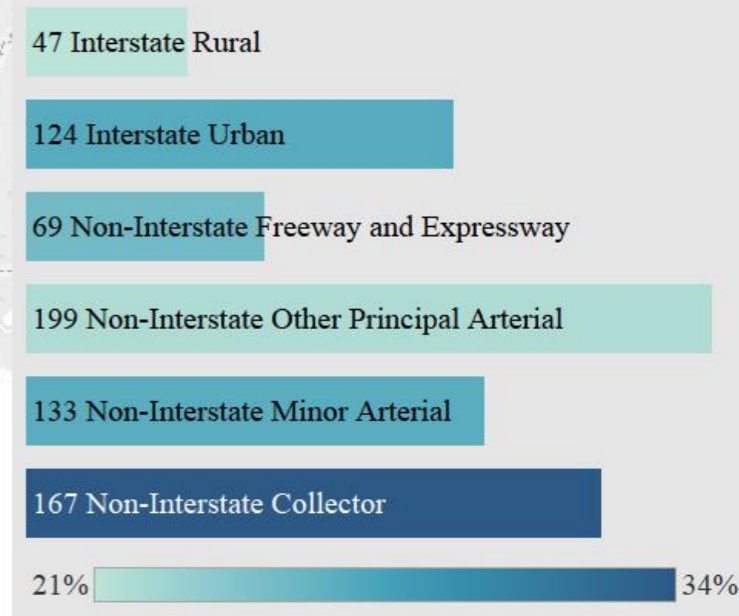 47 Interstate Rural
124 Interstate Urban
69 Non-Interstate Freeway and Expressway
199 Non-Interstate Other Principal Arterial
133 Non-Interstate Minor Arterial
167 Non-Interstate Collector
21% 34%